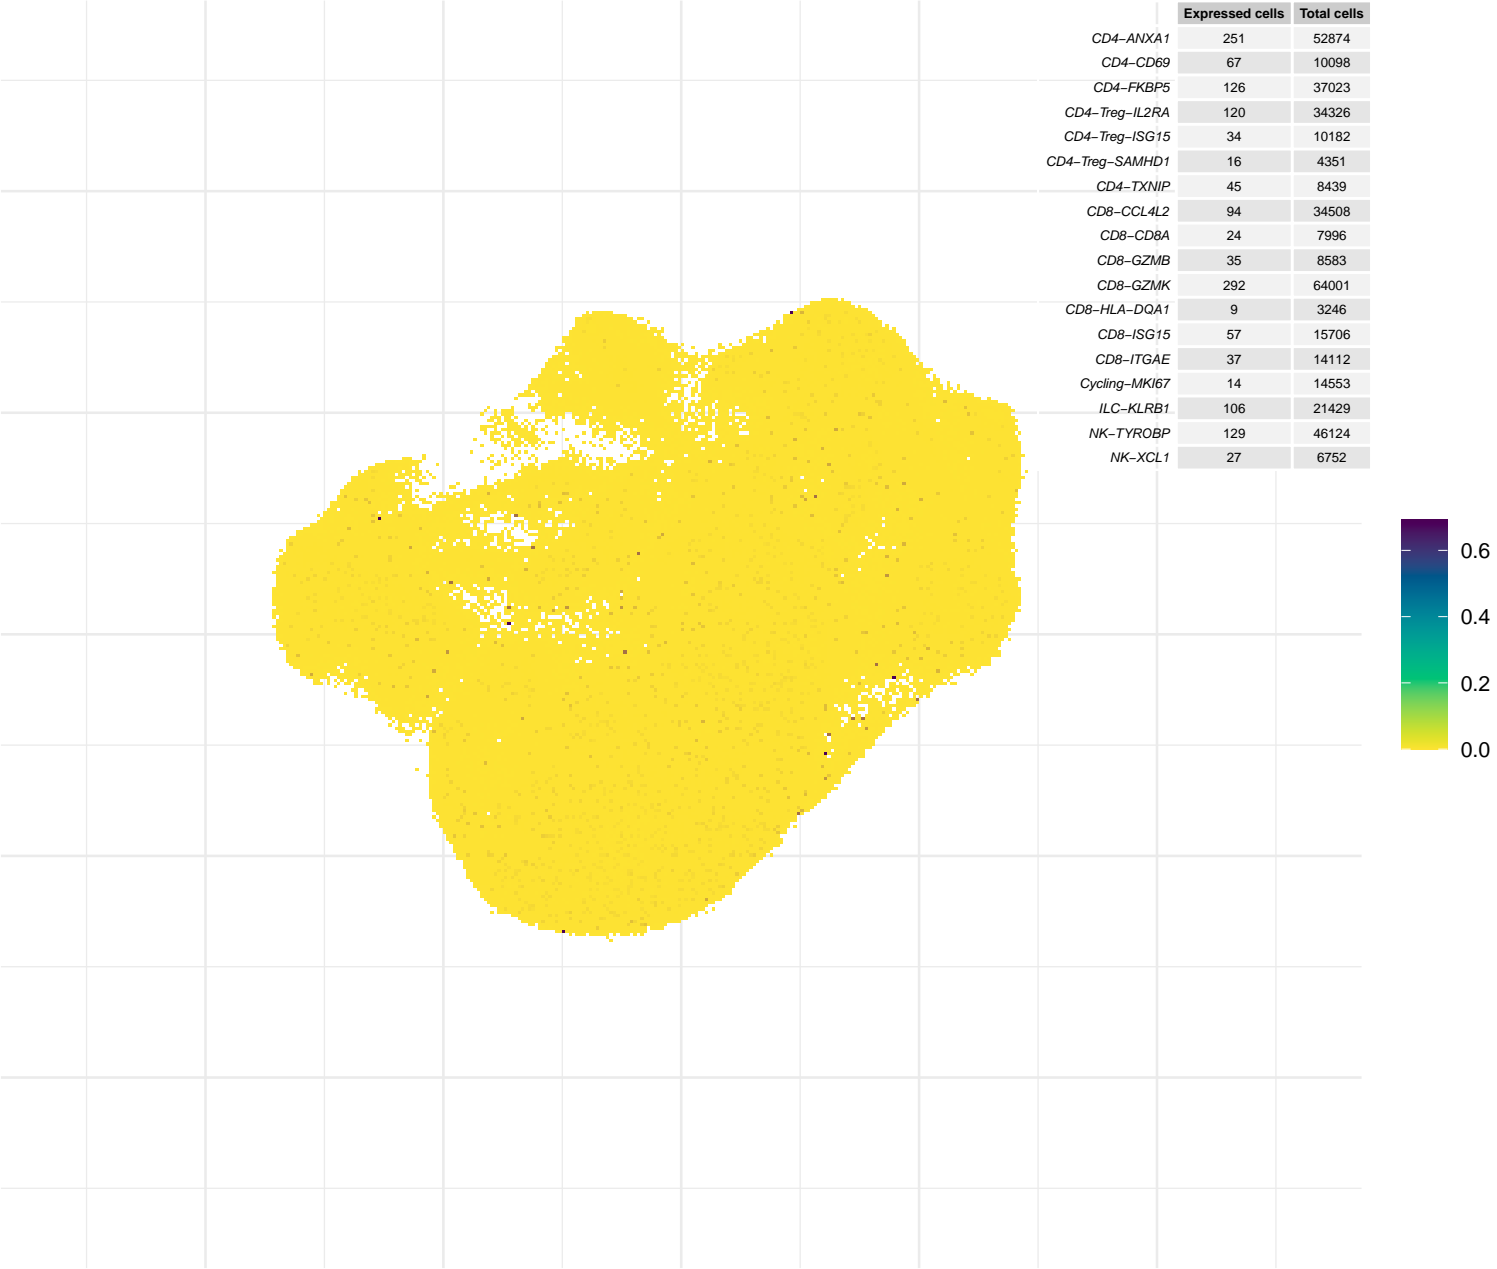 Expressed cells Total cells
CD4−ANXA1 251 52874
CD4−CD69 67 10098
CD4−FKBP5 126 37023
CD4−Treg−IL2RA 120 34326
CD4−Treg−ISG15 34 10182
CD4−Treg−SAMHD1 16 4351
CD4−TXNIP 45 8439
CD8−CCL4L2 94 34508
CD8−CD8A 24 7996
CD8−GZMB 35 8583
CD8−GZMK 292 64001
CD8−HLA−DQA1 9 3246
CD8−ISG15 57 15706
CD8−ITGAE 37 14112
Cycling−MKI67 14 14553
ILC−KLRB1 106 21429
NK−TYROBP 129 46124
NK−XCL1 27 6752
0.6
0.4
0.2
0.0